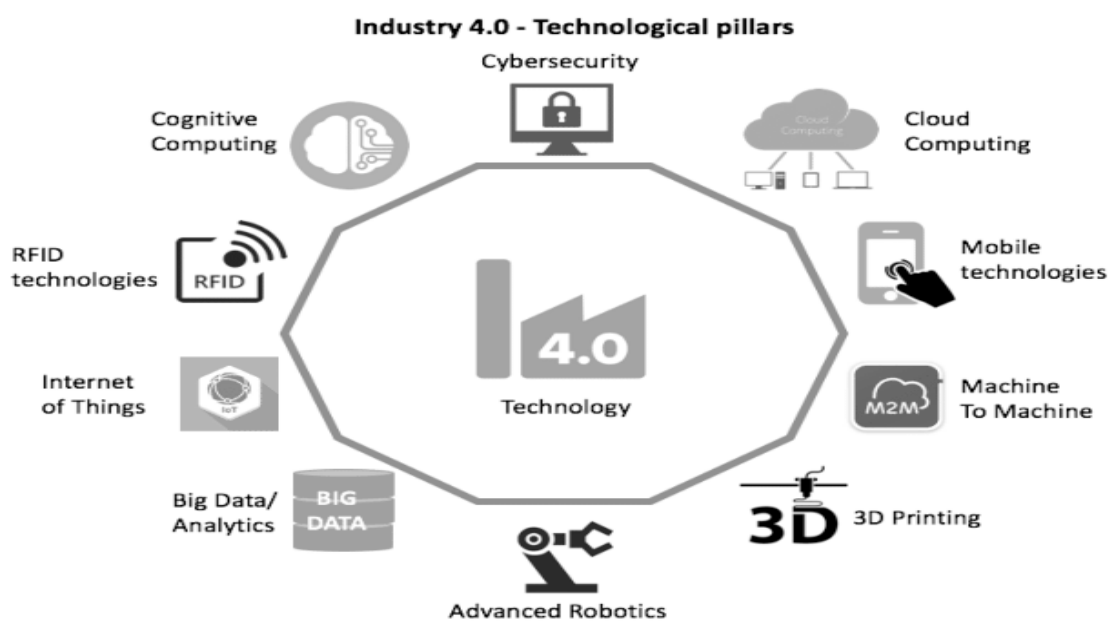 Industry 4.0 - Technological pillars
Cybersecurity
Cognitive
Computing
Cloud
Computing
Cloud
Computing
RFID
technologies
RFID
Mobile
technologies
4.0
Technology
Internet
of Things
IoT
M2M
Machine
To Machine
Big Data/
Analytics
BIG
DATA
3D
3D Printing
Advanced Robotics